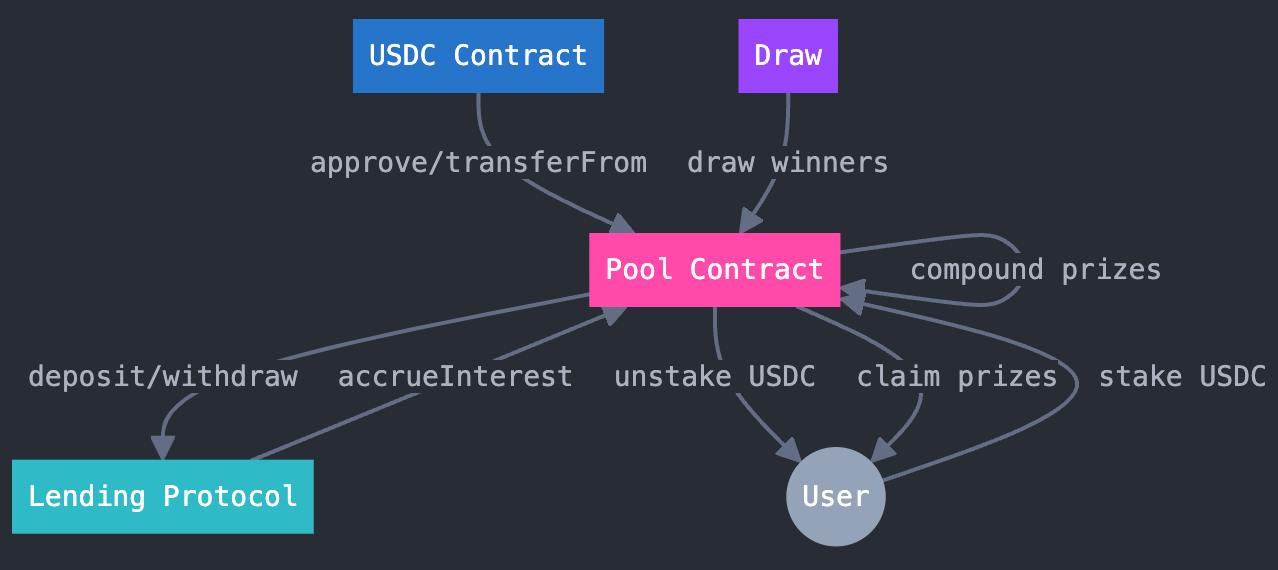 USDC Contract
Draw
approve/transferFrom
draw winners
Pool Contract
compound prizes
deposit/withdraw
accrueInterest
unstake USDC
claim prizes
stake USDC
Lending Protocol
User